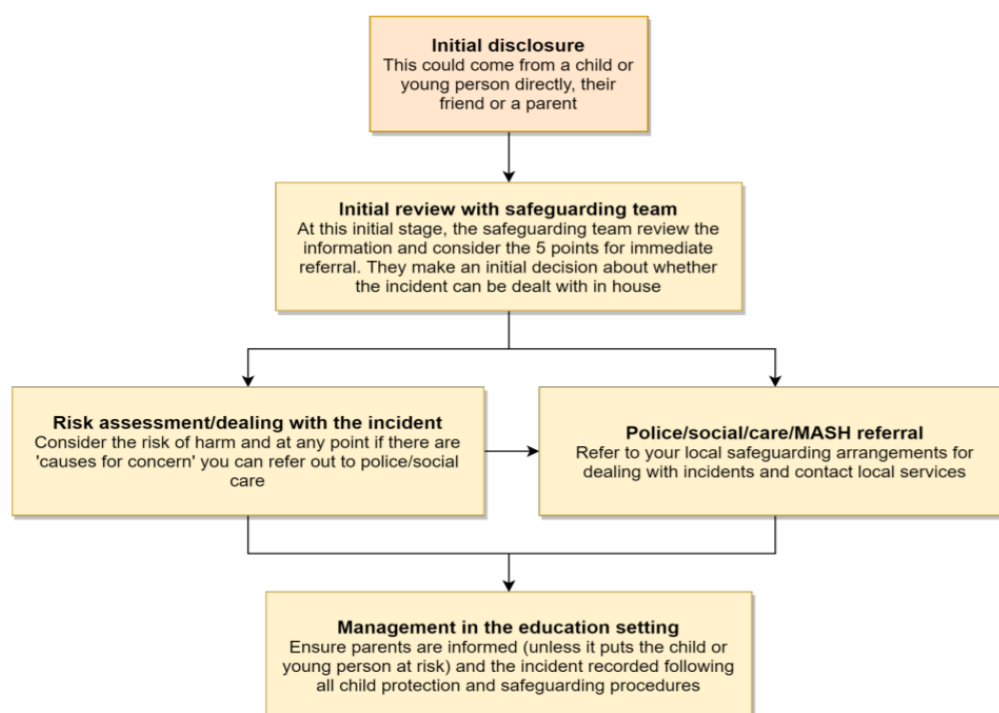 Initial disclosure
This could come from a child or
young person directly, their
friend or a parent
Initial review with safeguarding team
At this initial stage, the safeguarding team review the
information and consider the 5 points for immediate
referral. They make an initial decision about whether
the incident can be dealt with in house
Risk assessment/dealing with the incident
Consider the risk of harm and at any point if there are
'causes for concern' you can refer out to police/social
care
Police/social/care/MASH referral
Refer to your local safeguarding arrangements for
dealing with incidents and contact local services
Management in the education setting
Ensure parents are informed (unless it puts the child or
young person at risk) and the incident recorded following
all child protection and safeguarding procedures